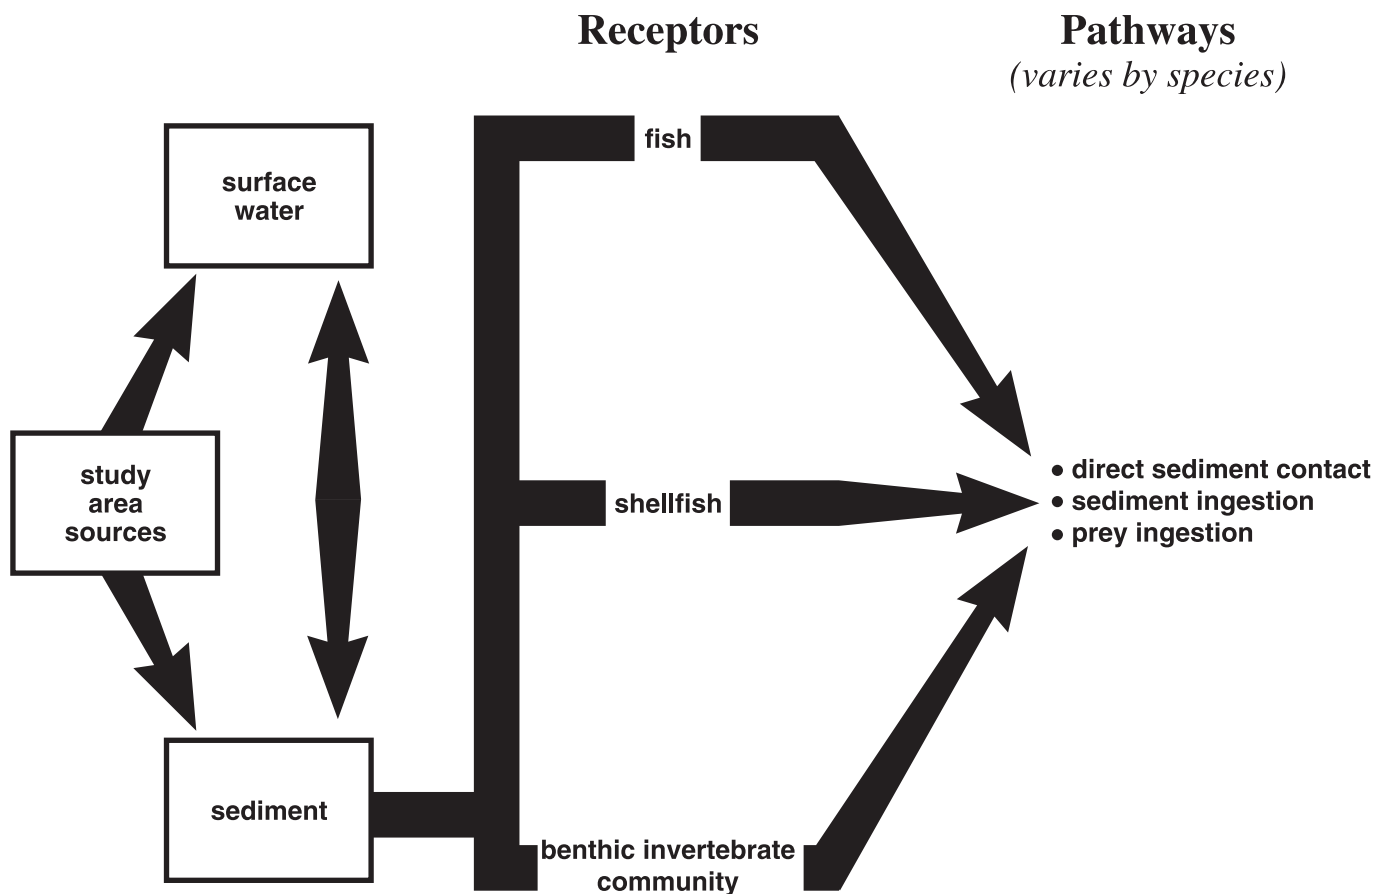 Receptors
Pathways
(varies by species)
fish
surface
water
study
area
sources
shellfish
• direct sediment contact
• sediment ingestion
• prey ingestion
sediment
benthic invertebrate
community